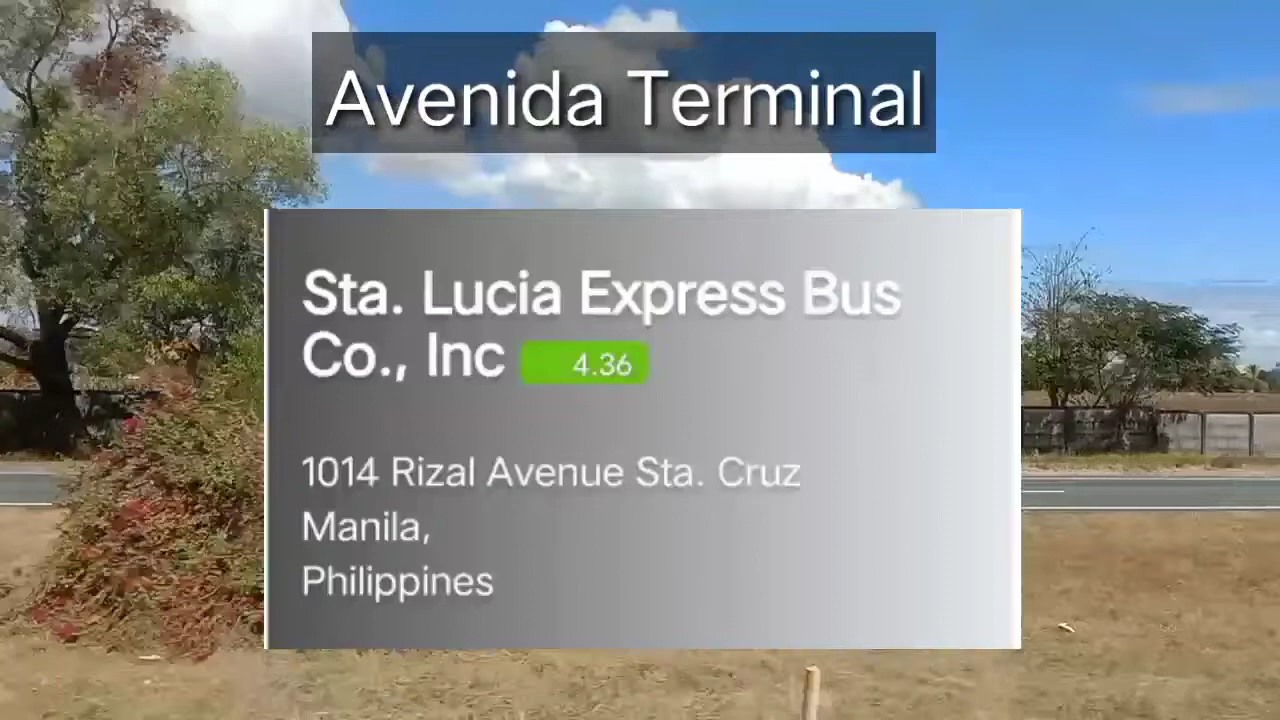 Avenida Terminal
Sta. Lucia Express Bus
Co., Inc 4.36
1014 Rizal Avenue Sta. Cruz
Manila,
Philippines